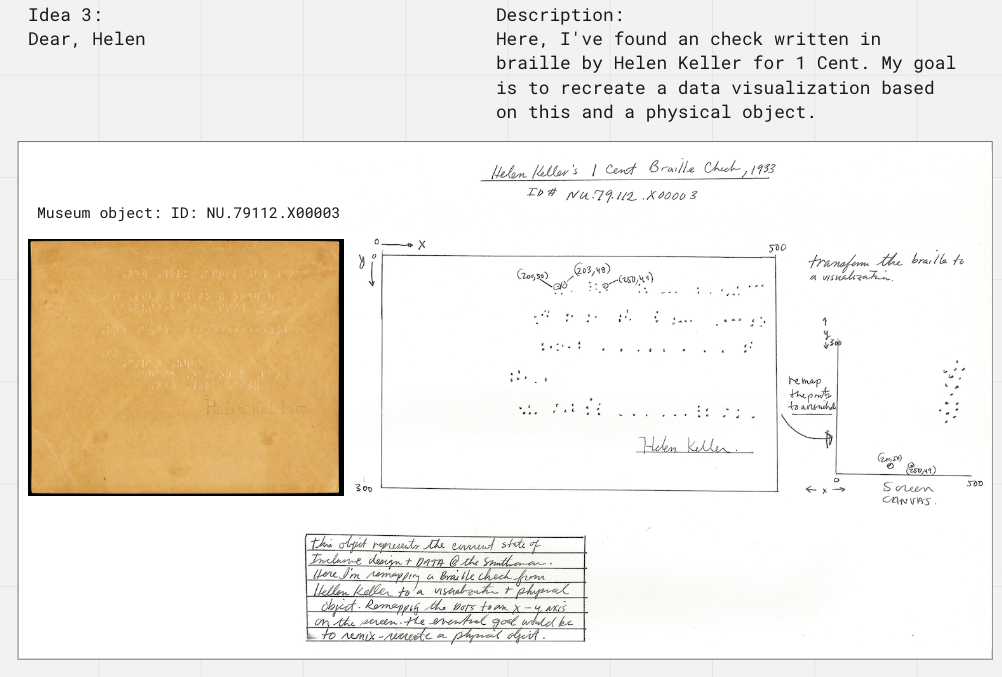 Idea 3:
Dear, Helen
Description:
Here, I've found an check written in
braille by Helen Keller for 1 Cent. My goal
is to recreate a data visualization based
on this and a physical object.
Helen Keller's 1 Cent Braille Check, 1933
ID# NU.79.112.X00003
Museum object: ID: NU.79112.X00003
0 X
500
y 0
(200,50) (203,48) (250,49)
300
Helen Keller.
Helen Keller
transform the braille to
a visualization.
y
300
remap
the
to
(200,50)
(250,49)
0 500
x
Screen
CANVAS.
this objet represents the current state of
Inclusive design + DATA @ the Smithsonian.
Here I'm remapping a Braille check from
Hellen Keller to a visualization + physical
object. Remapping the dots to an x-y axis
on the screen. the eventual goal would be
to remix-recreate a physical object.